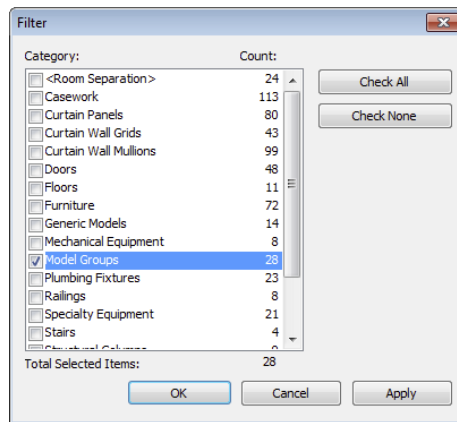 Filter
Category: Count:
<Room Separation> 24
Casework 113
Curtain Panels 80
Curtain Wall Grids 43
Curtain Wall Mullions 99
Doors 48
Floors 11
Furniture 72
Generic Models 14
Mechanical Equipment 8
Model Groups 28
Plumbing Fixtures 23
Railings 8
Specialty Equipment 21
Stairs 4
Structural Columns
Total Selected Items: 28
Check All
Check None
OK Cancel Apply